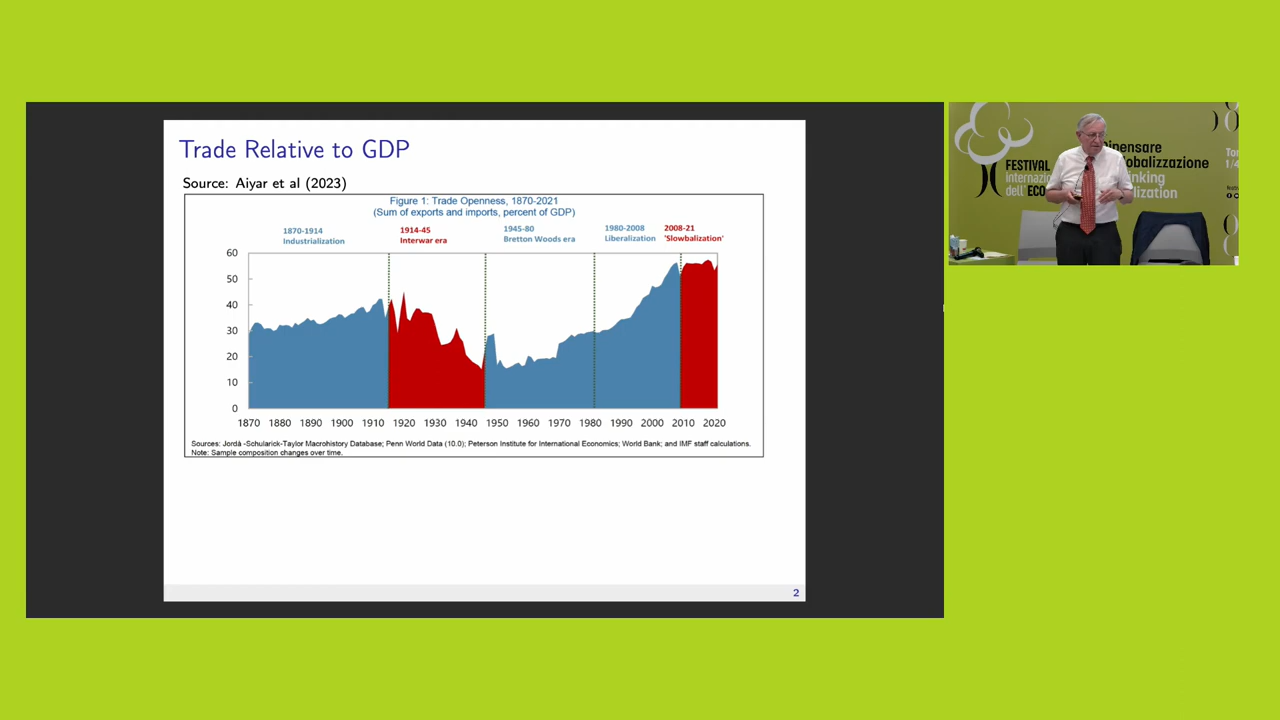 Trade Relative to GDP
Source: Aiyar et al (2023)
Figure 1: Trade Openness, 1870-2021
(Sum of exports and imports, percent of GDP)
1870-1914
Industrialization
1914-45
Interwar era
1945-80
Bretton Woods era
1980-2008
Liberalization
2008-21
'Slowbalization'
60
50
40
30
20
10
0
1870 1880 1890 1900 1910 1920 1930 1940 1950 1960 1970 1980 1990 2000 2010 2020
Sources: Jordà -Schularick-Taylor Macrohistory Database; Penn World Data (10.0); Peterson Institute for International Economics; World Bank; and IMF staff calculations.
Note: Sample composition changes over time.
2
FESTIVAL
internazi
dell'ECO